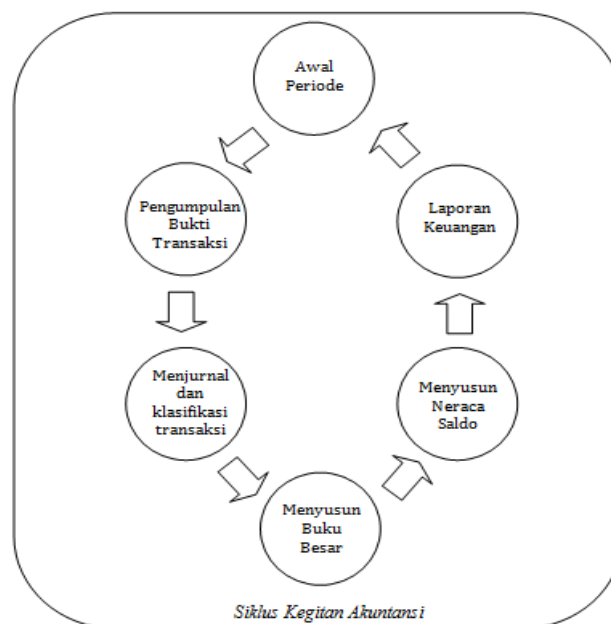 Awal
Periode
Pengumpulan
Bukti
Transaksi
Menjurnal
dan
klasifikasi
transaksi
Menyusun
Buku
Besar
Menyusun
Neraca
Saldo
Laporan
Keuangan
Siklus Kegitan Akuntansi